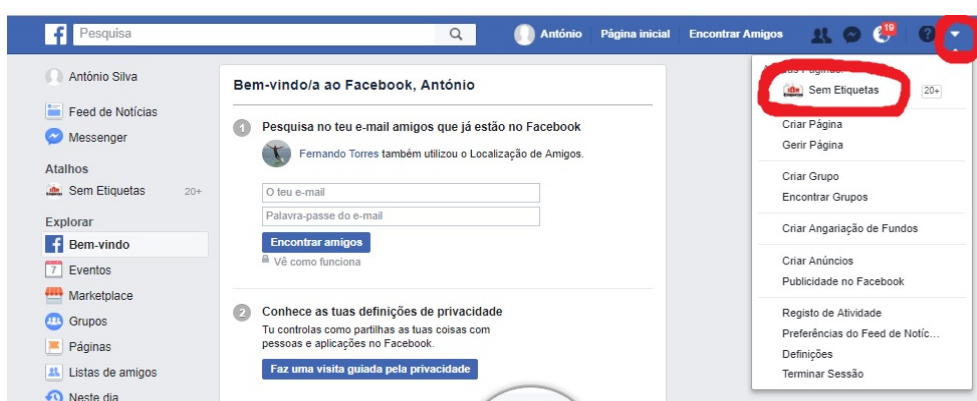 Pesquisa
António
Página inicial
Encontrar Amigos
19
António Silva
Feed de Notícias
Messenger
Atalhos
Sem Etiquetas 20+
Explorar
Bem-vindo
7 Eventos
Marketplace
Grupos
Páginas
Listas de amigos
Neste dia
Bem-vindo/a ao Facebook, António
1 Pesquisa no teu e-mail amigos que já estão no Facebook
Fernando Torres também utilizou o Localização de Amigos.
O teu e-mail
Palavra-passe do e-mail
Encontrar amigos
Vê como funciona
2 Conhece as tuas definições de privacidade
Tu controlas como partilhas as tuas coisas com
pessoas e aplicações no Facebook.
Faz uma visita guiada pela privacidade
Sem Etiquetas 20+
Criar Página
Gerir Página
Criar Grupo
Encontrar Grupos
Criar Angariação de Fundos
Criar Anúncios
Publicidade no Facebook
Registo de Atividade
Preferências do Feed de Notíc...
Definições
Terminar Sessão